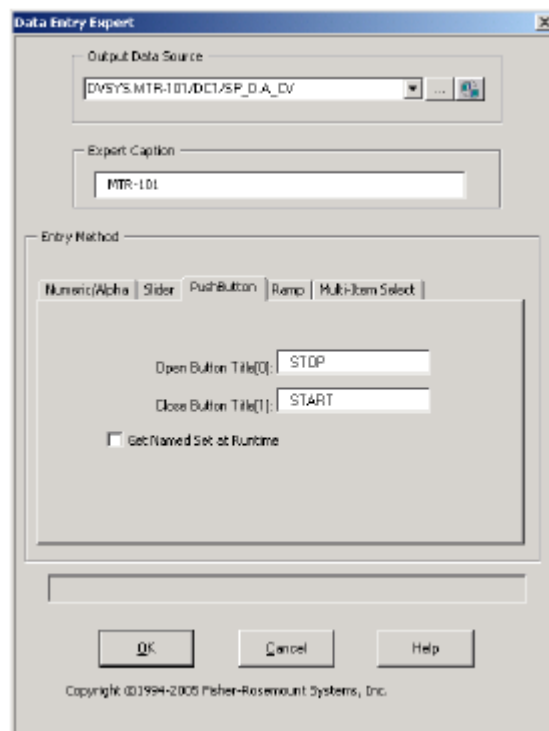 Data Entry Expert
Output Data Source
DVSYS.MTR-101/DC1/SP_D.A_CV
...
Expert Caption
MTR-101
Entry Method
Numeric/Alpha Slider PushButton Ramp Multi-Item Select
Open Button Title[0]: STOP
Close Button Title[1]: START
Get Named Set at Runtime
OK Cancel Help
Copyright ©1994-2005 Fisher-Rosemount Systems, Inc.